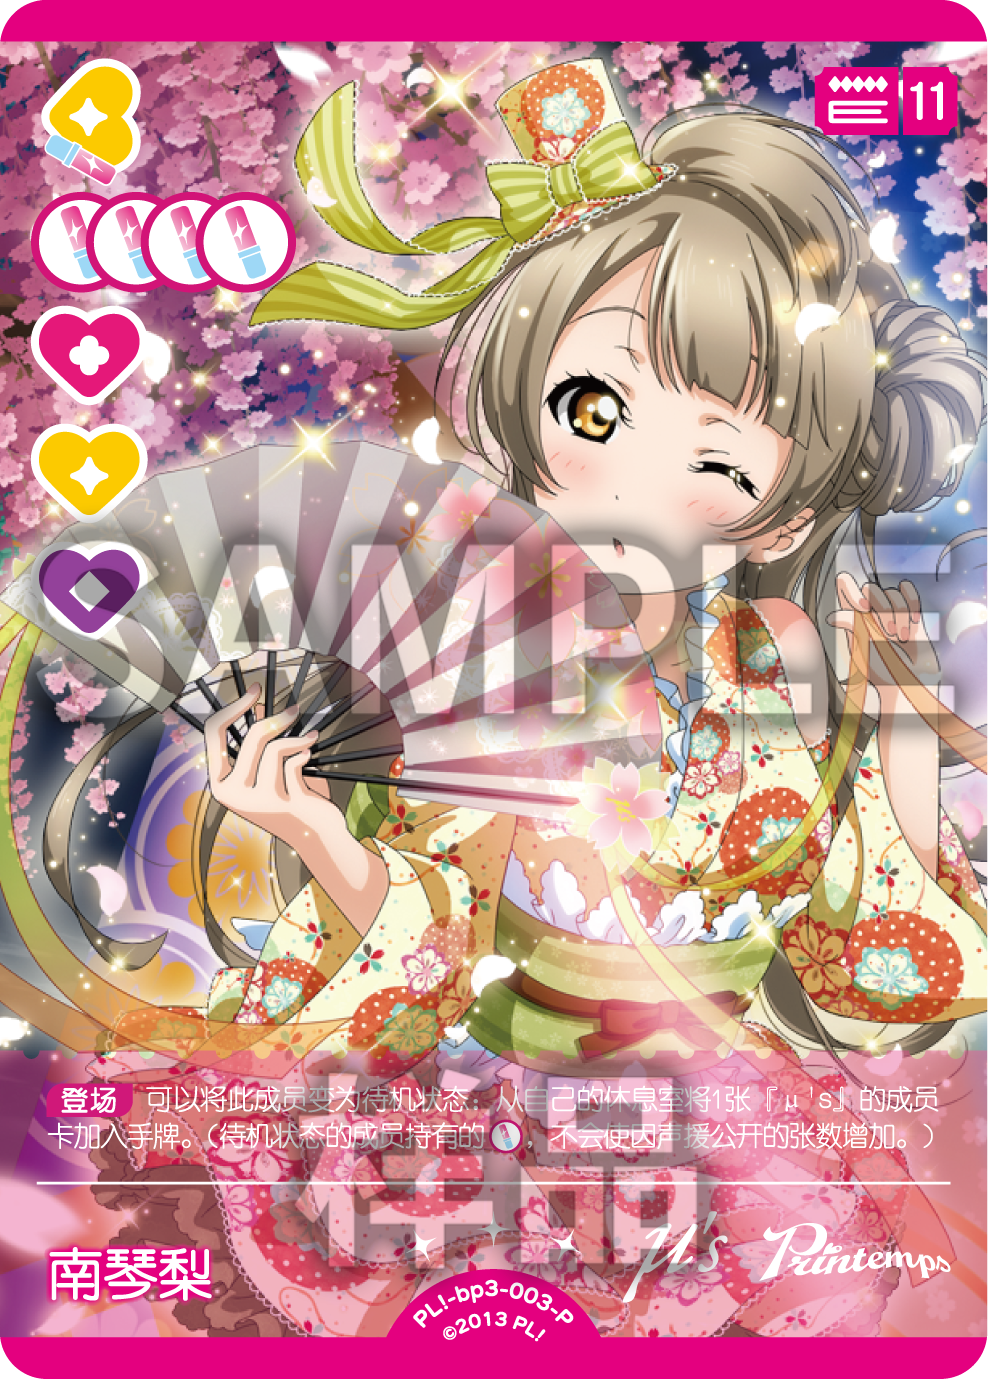 11
SAMPLE
登场 可以将此成员变为待机状态：从自己的休息室将1张『μ's』的成员
卡加入手牌。（待机状态的成员持有的，不会使因声援公开的张数增加。）
样品
南琴梨
μ's
Printemps
PL!-bp3-003-P
©2013 PL!